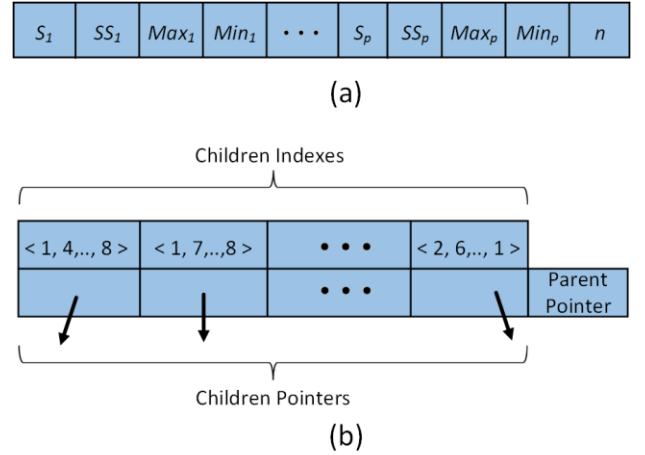 S1 SS1 Max1 Min1 • • • Sp SSp Maxp Minp n
(a)
Children Indexes
< 1, 4,.., 8 > < 1, 7,..,8 > • • • < 2, 6,.., 1 >
• • • Parent
Pointer
Children Pointers
(b)